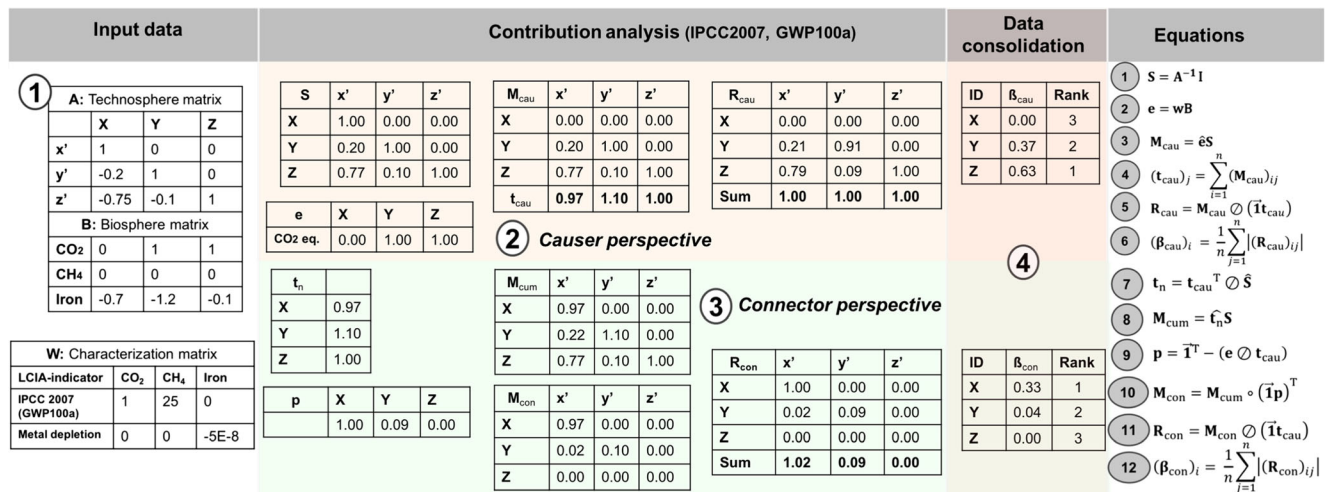 Input data
Contribution analysis (IPCC2007, GWP100a)
Data
consolidation
Equations
1
A: Technosphere matrix
X Y Z
x' 1 0 0
y' -0.2 1 0
z' -0.75 -0.1 1
B: Biosphere matrix
CO2 0 1 1
CH4 0 0 0
Iron -0.7 -1.2 -0.1
W: Characterization matrix
LCIA-indicator CO2 CH4 Iron
IPCC 2007
(GWP100a) 1 25 0
Metal depletion 0 0 -5E-8
S x' y' z'
X 1.00 0.00 0.00
Y 0.20 1.00 0.00
Z 0.77 0.10 1.00
e X Y Z
CO2 eq. 0.00 1.00 1.00
Mcau x' y' z'
X 0.00 0.00 0.00
Y 0.20 1.00 0.00
Z 0.77 0.10 1.00
tcau 0.97 1.10 1.00
Rcau x' y' z'
X 0.00 0.00 0.00
Y 0.21 0.91 0.00
Z 0.79 0.09 1.00
Sum 1.00 1.00 1.00
2 Causer perspective
tn
X 0.97
Y 1.10
Z 1.00
p X Y Z
1.00 0.09 0.00
Mcum x' y' z'
X 0.97 0.00 0.00
Y 0.22 1.10 0.00
Z 0.77 0.10 1.00
Mcon x' y' z'
X 0.97 0.00 0.00
Y 0.02 0.10 0.00
Z 0.00 0.00 0.00
3 Connector perspective
Rcon x' y' z'
X 1.00 0.00 0.00
Y 0.02 0.09 0.00
Z 0.00 0.00 0.00
Sum 1.02 0.09 0.00
ID ßcau Rank
X 0.00 3
Y 0.37 2
Z 0.63 1
4
ID ßcon Rank
X 0.33 1
Y 0.04 2
Z 0.00 3
1 S = A⁻¹I
2 e = wB
3 Mcau = êS
4 (tcau)j = ∑ⁿi=1 (Mcau)ij
5 Rcau = Mcau ⊘ (1⃗tcau)
6 (βcau)i = 1/n ∑ⁿj=1 |(Rcau)ij|
7 tn = tcauᵀ ⊘ Ŝ
8 Mcum = t̂nS
9 p = 1⃗ᵀ − (e ⊘ tcau)
10 Mcon = Mcum ∘ (1⃗p)ᵀ
11 Rcon = Mcon ⊘ (1⃗tcau)
12 (βcon)i = 1/n ∑ⁿj=1 |(Rcon)ij|